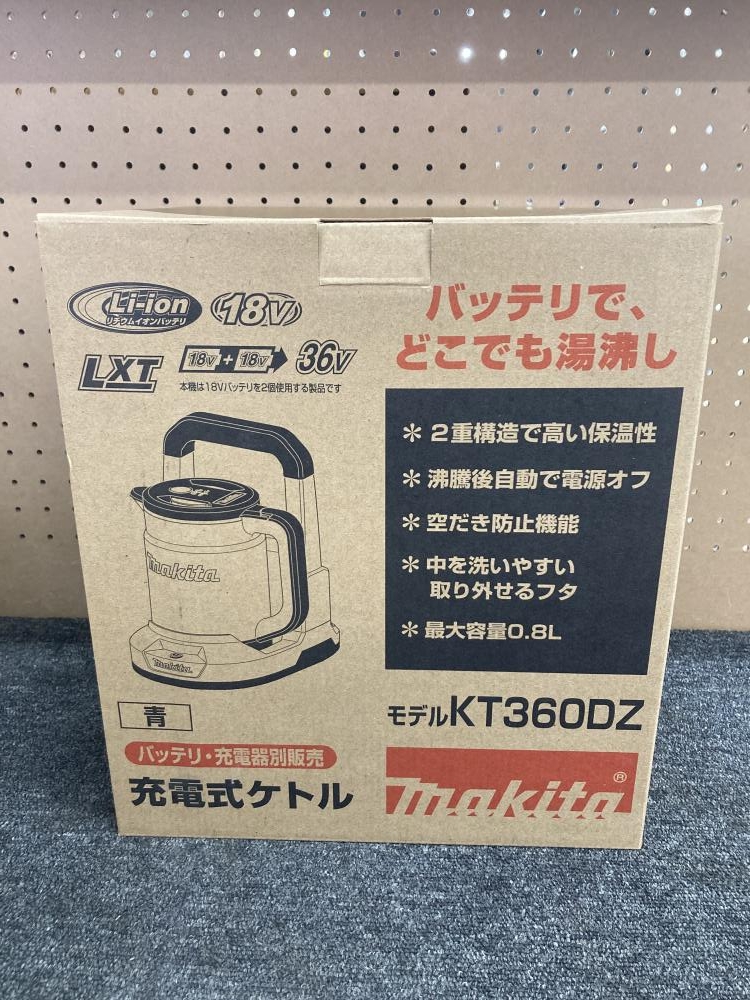 Li-ion
リチウムイオンバッテリ
18V
LXT
18V + 18V
36V
本機は18Vバッテリを2個使用する製品です
バッテリで、
どこでも湯沸し
＊ 2重構造で高い保温性
＊ 沸騰後自動で電源オフ
＊ 空だき防止機能
＊ 中を洗いやすい
取り外せるフタ
＊ 最大容量0.8L
makita
makita
青
モデルKT360DZ
バッテリ・充電器別販売
充電式ケトル
makita®